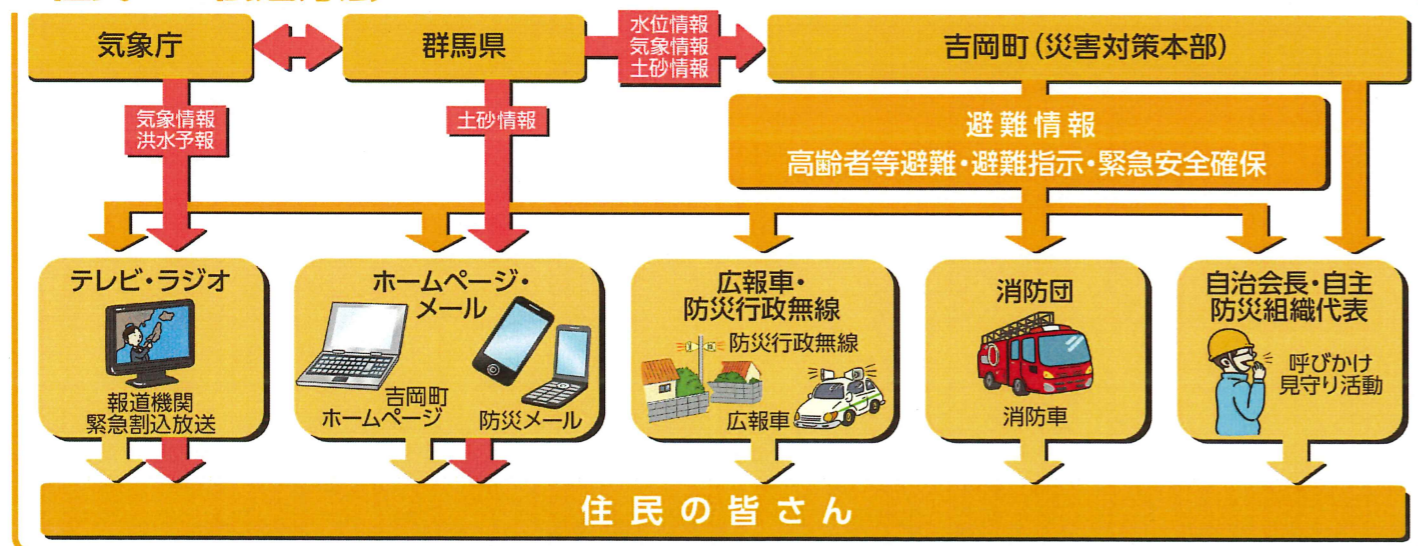 気象庁
群馬県
水位情報
気象情報
土砂情報
吉岡町(災害対策本部)
気象情報
洪水予報
土砂情報
避難情報
高齢者等避難・避難指示・緊急安全確保
テレビ・ラジオ
報道機関
緊急割込放送
ホームページ・
メール
吉岡町
ホームページ
防災メール
広報車・
防災行政無線
防災行政無線
広報車
消防団
消防車
自治会長・自主
防災組織代表
呼びかけ
見守り活動
住民の皆さん